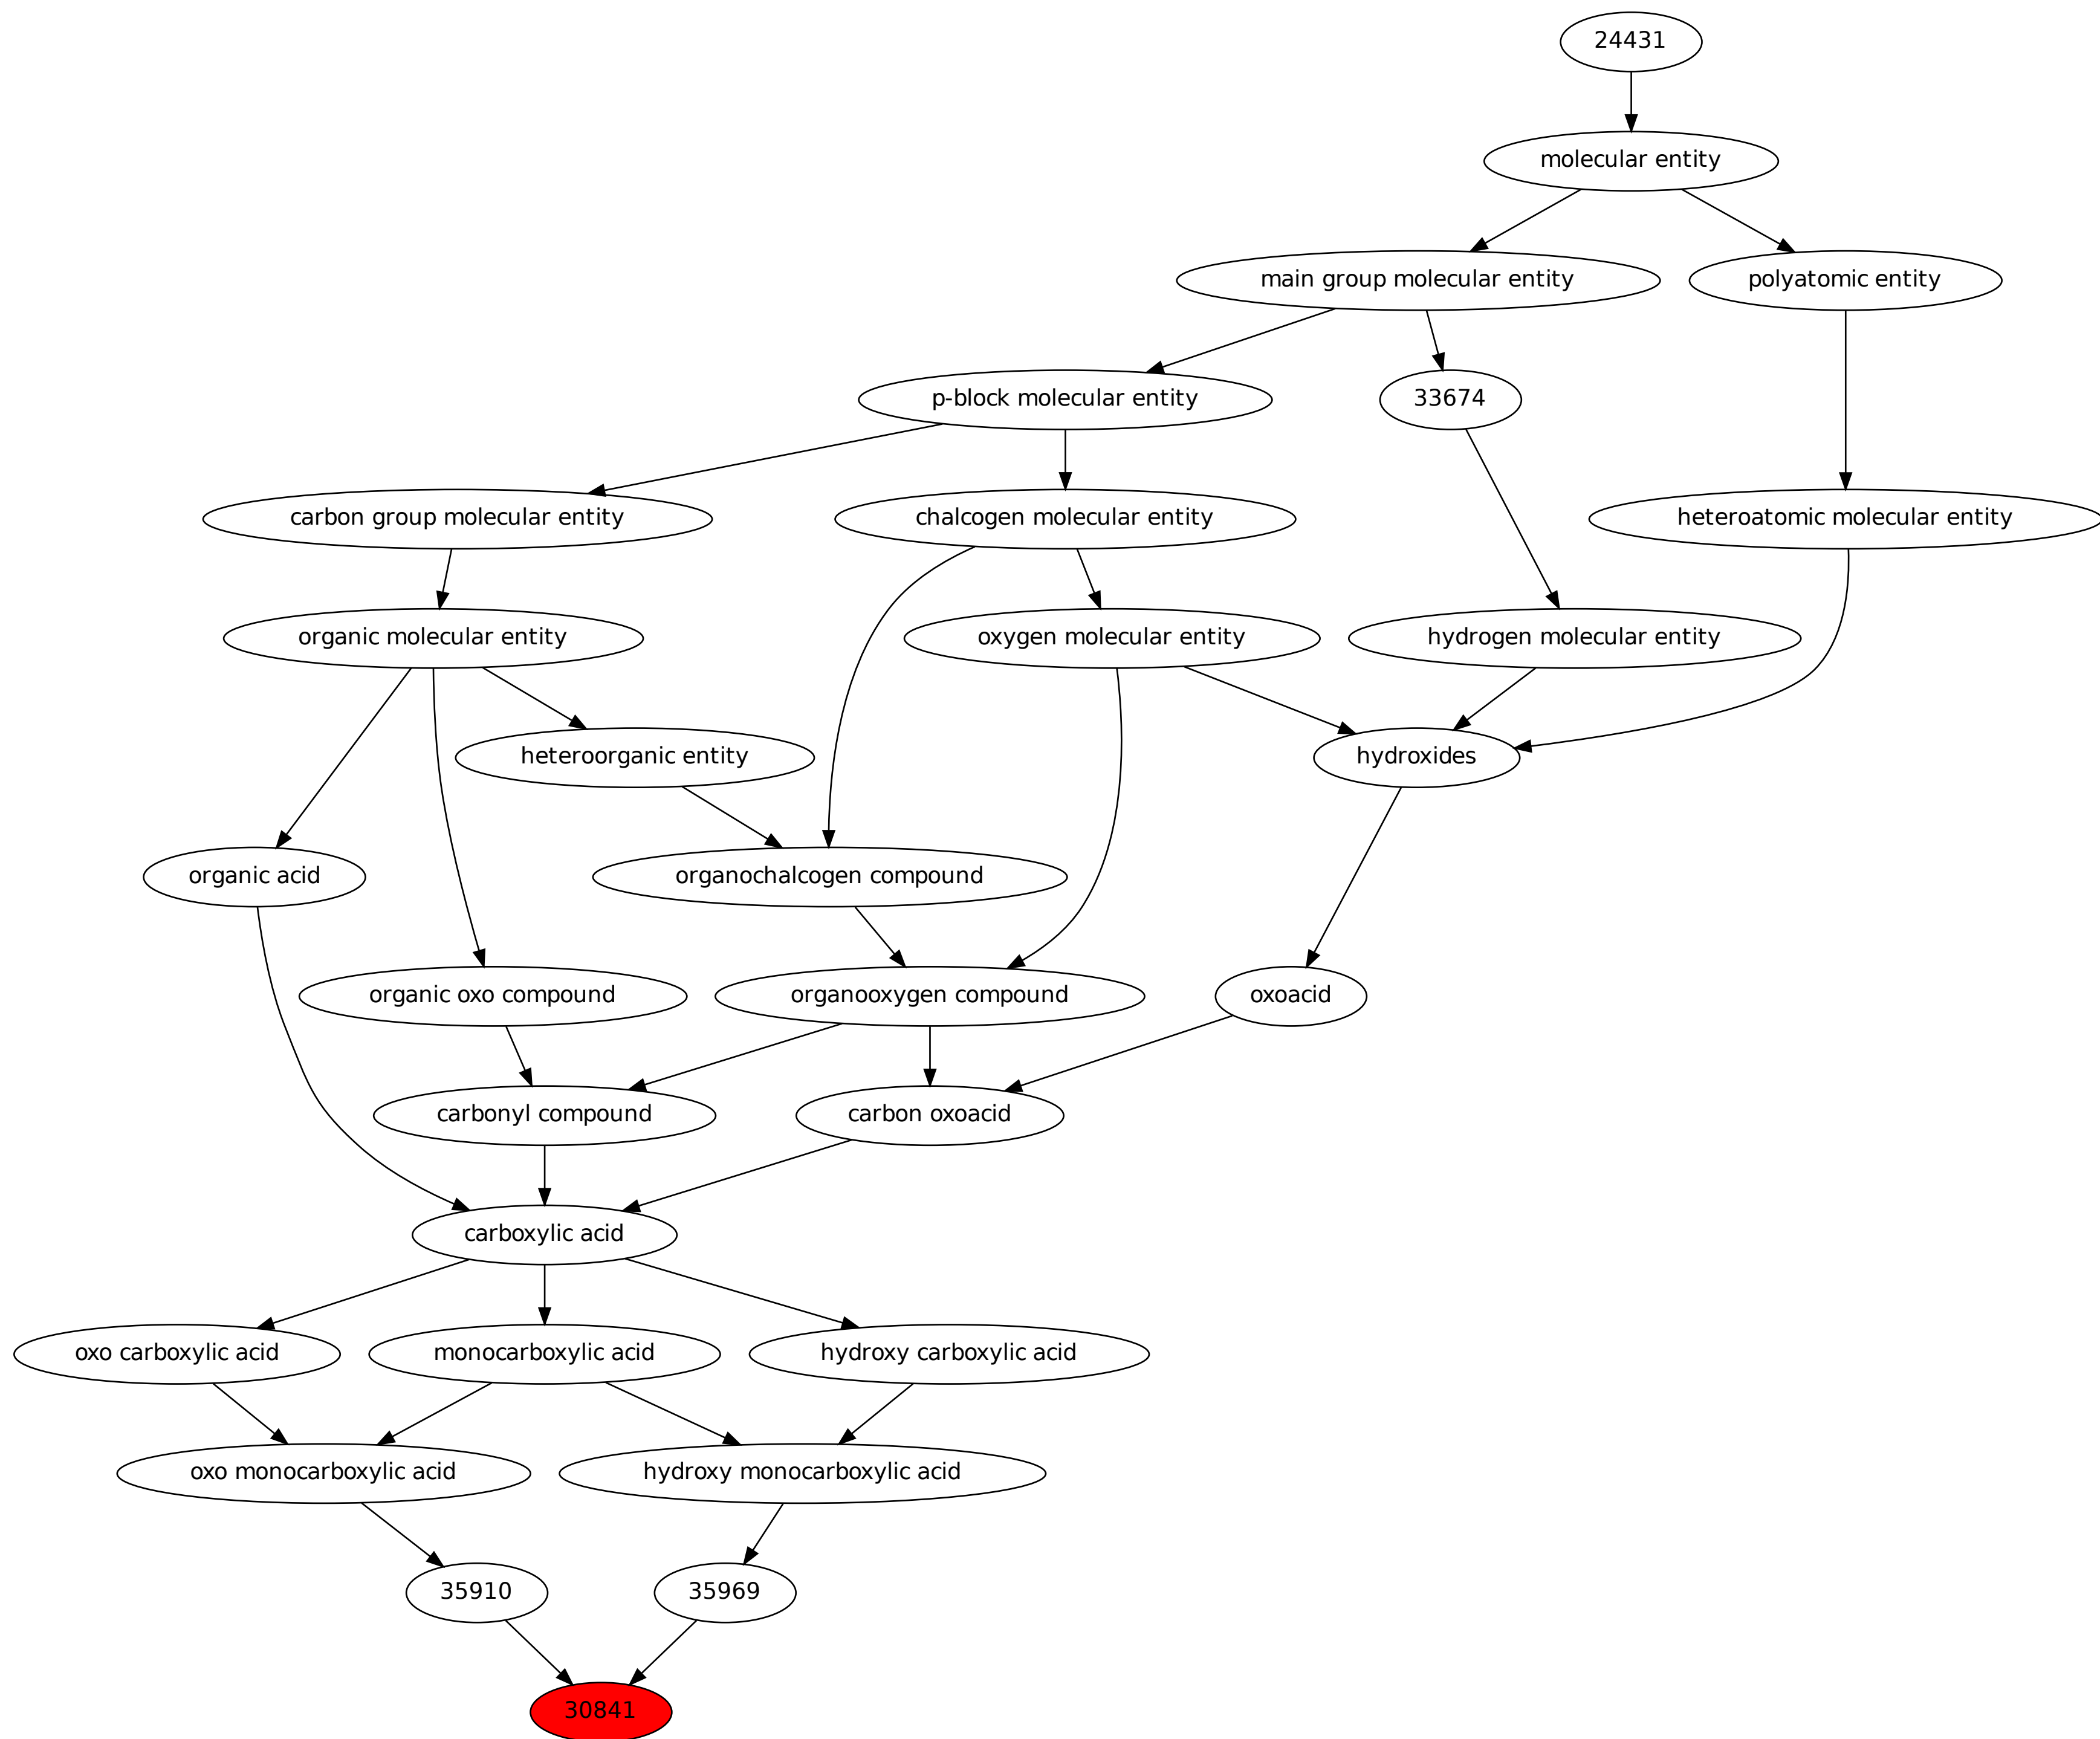 24431
molecular entity
main group molecular entity
polyatomic entity
p-block molecular entity
33674
carbon group molecular entity
chalcogen molecular entity
heteroatomic molecular entity
organic molecular entity
oxygen molecular entity
hydrogen molecular entity
heteroorganic entity
hydroxides
organic acid
organochalcogen compound
organic oxo compound
organooxygen compound
oxoacid
carbonyl compound
carbon oxoacid
carboxylic acid
oxo carboxylic acid
monocarboxylic acid
hydroxy carboxylic acid
oxo monocarboxylic acid
hydroxy monocarboxylic acid
35910
35969
30841